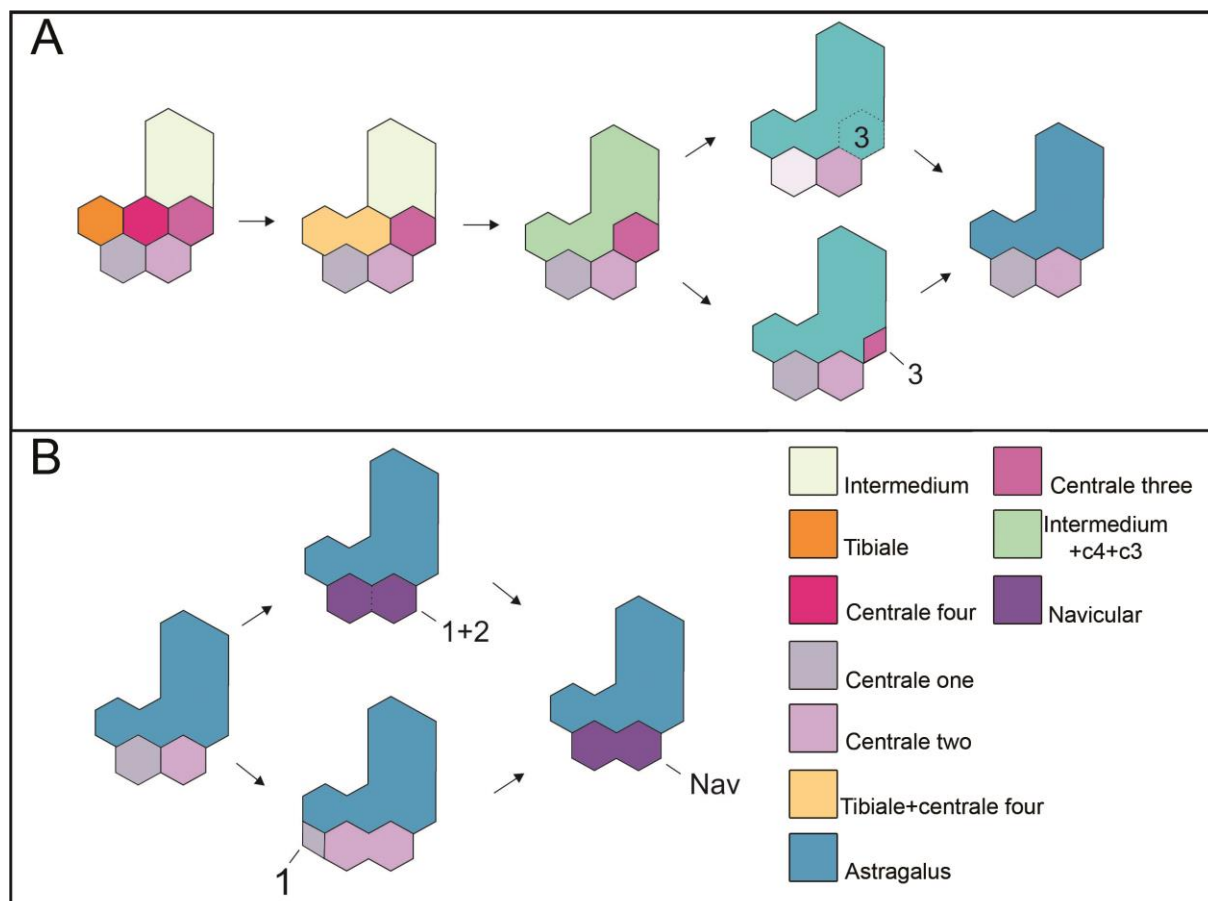 A
3
3
B
1+2
1
Nav
Intermedium
Tibiale
Centrale four
Centrale one
Centrale two
Tibiale+centrale four
Astragalus
Centrale three
Intermedium
+c4+c3
Navicular